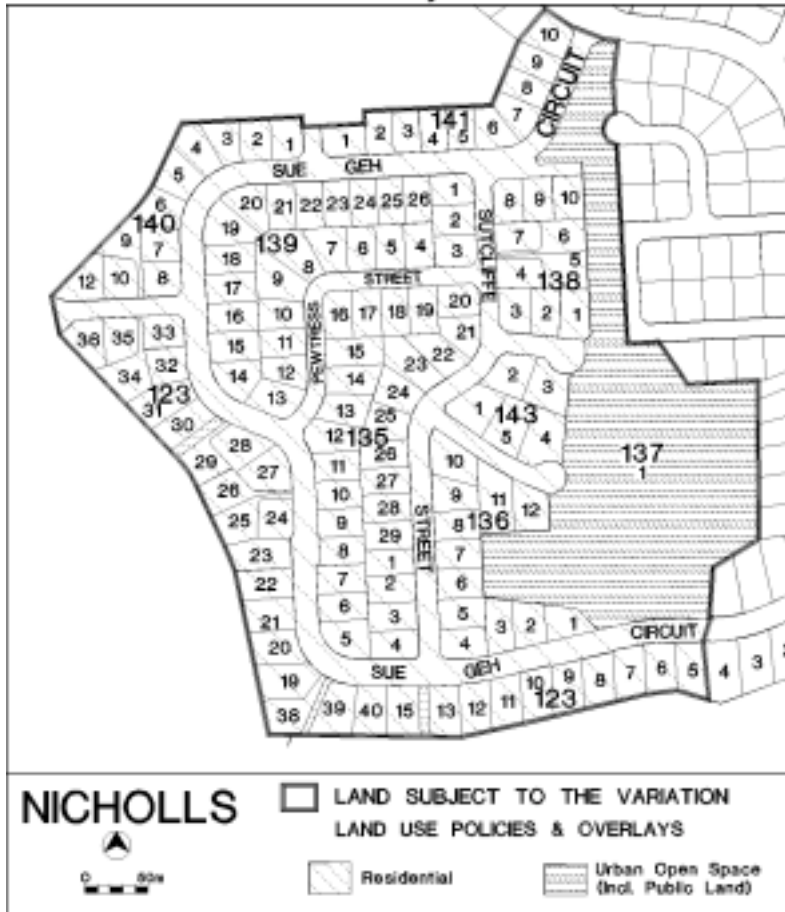 10
9
8
7
CIRCUIT
4 3 2 1 1 2 3 141 4 5 6
5
SUE GEH
6
140
9 7
12 10 8
20 21 22 23 24 25 26 1
19 139
18
17
16
15
14
13
9
10
11
12
8 7 6 5 4
2
3
SUTCLIFFE
8 9 10
7 6
5
4 138
3 2 1
STREET
PEWTRESS
16 17 18 19 20
21
15
14
13
12 135
11
10
9
8
7
6
5
22
23
24
25
26
27
28
29
1
2
3
4
36 35 33
34 32
123
31
30
28
29 27
26
25 24
23
22
21
20
19
38
2 3
1 143
5 4
137
1
10
9 11 12
8 136
7
6
5
4
3 2 1
STREET
SUE GEH CIRCUIT
39 40 15 13 12 11 10 9 8 7 6 5 4 3
123
NICHOLLS
0 80m
LAND SUBJECT TO THE VARIATION
LAND USE POLICIES & OVERLAYS
Residential
Urban Open Space
(Incl. Public Land)